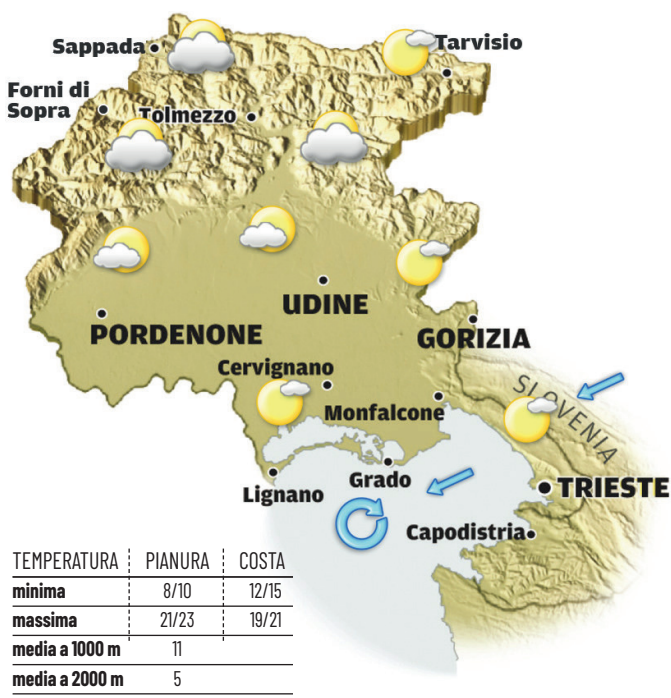 Sappada
Tarvisio
Forni di
Sopra
Tolmezzo
UDINE
PORDENONE
GORIZIA
Cervignano
SLOVENIA
Monfalcone
Grado
Lignano
TRIESTE
Capodistria
TEMPERATURA PIANURA COSTA
minima 8/10 12/15
massima 21/23 19/21
media a 1000 m 11
media a 2000 m 5